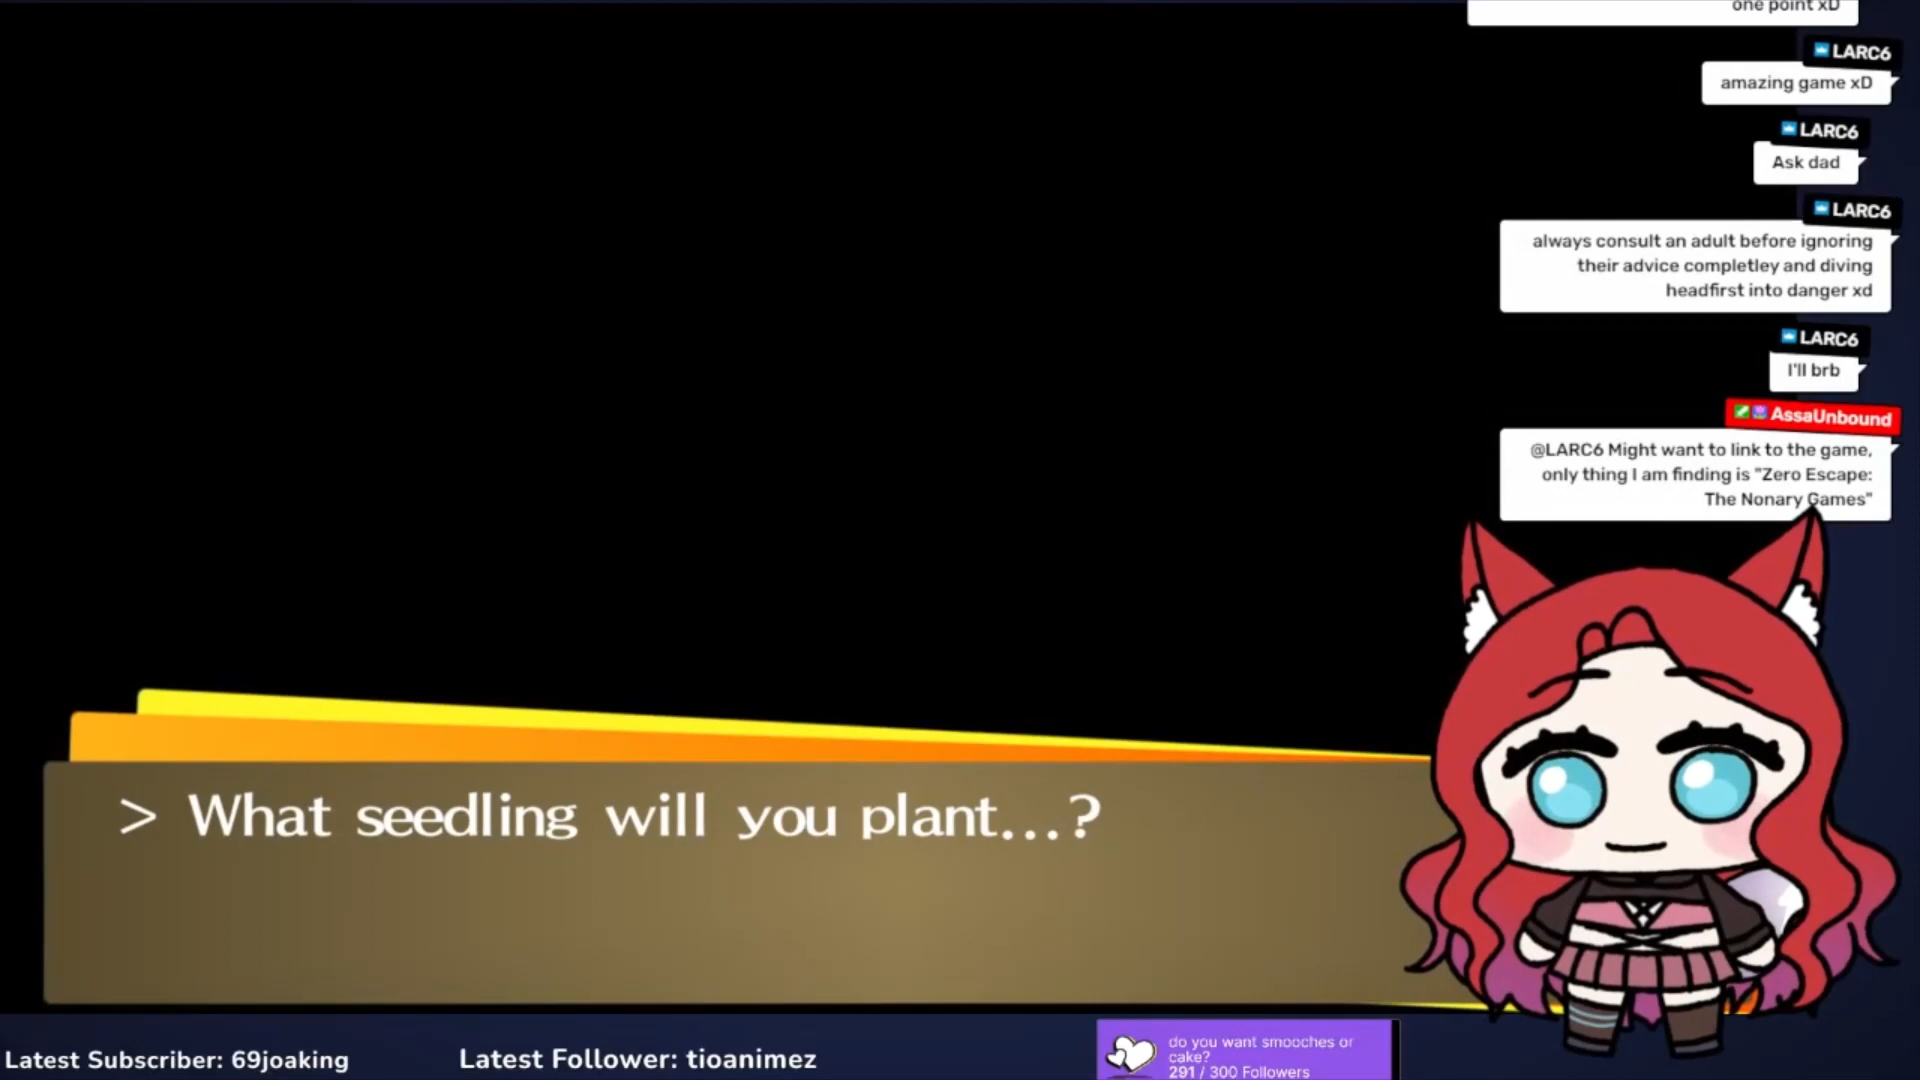 one point xD
LARC6
amazing game xD
LARC6
Ask dad
LARC6
always consult an adult before ignoring
their advice completley and diving
headfirst into danger xd
LARC6
I'll brb
AssaUnbound
@LARC6 Might want to link to the game,
only thing I am finding is "Zero Escape:
The Nonary Games"
> What seedling will you plant...?
Latest Subscriber: 69joaking
Latest Follower: tioanimez
do you want smooches or
cake?
291 / 300 Followers